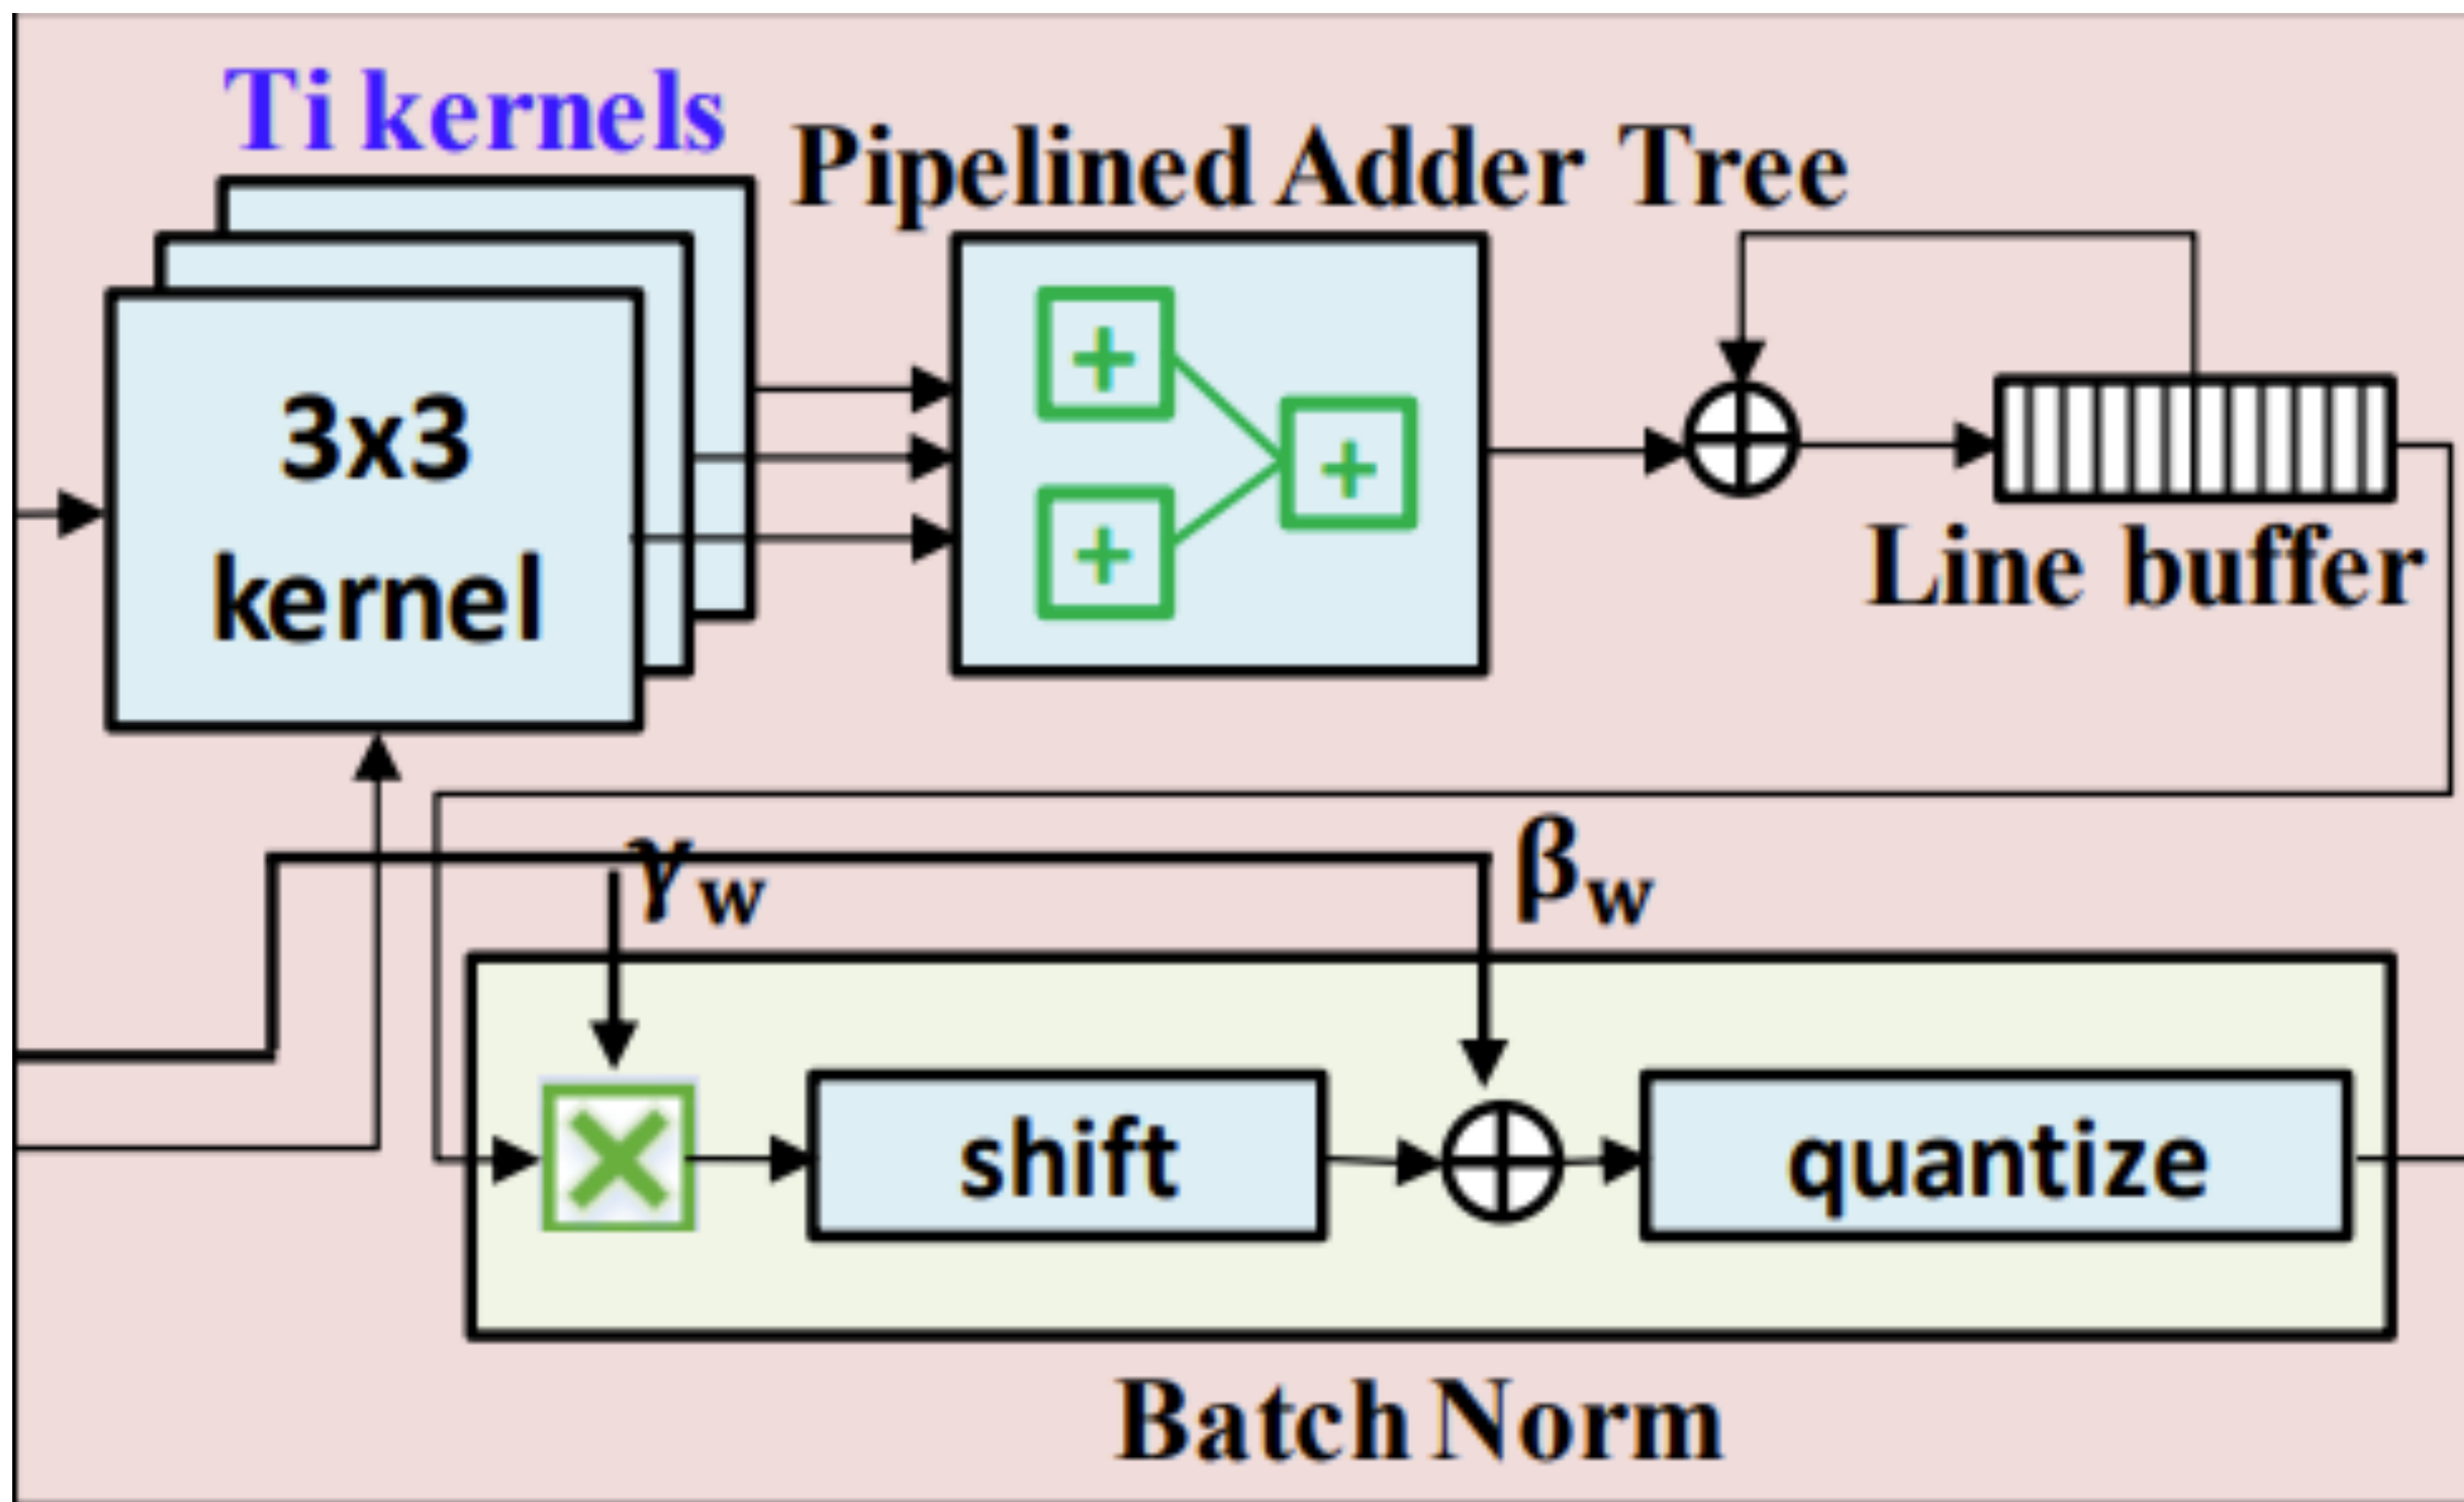 Ti kernels
Pipelined Adder Tree
3x3
kernel
+
+
+
Line buffer
γw
βw
shift
quantize
Batch Norm